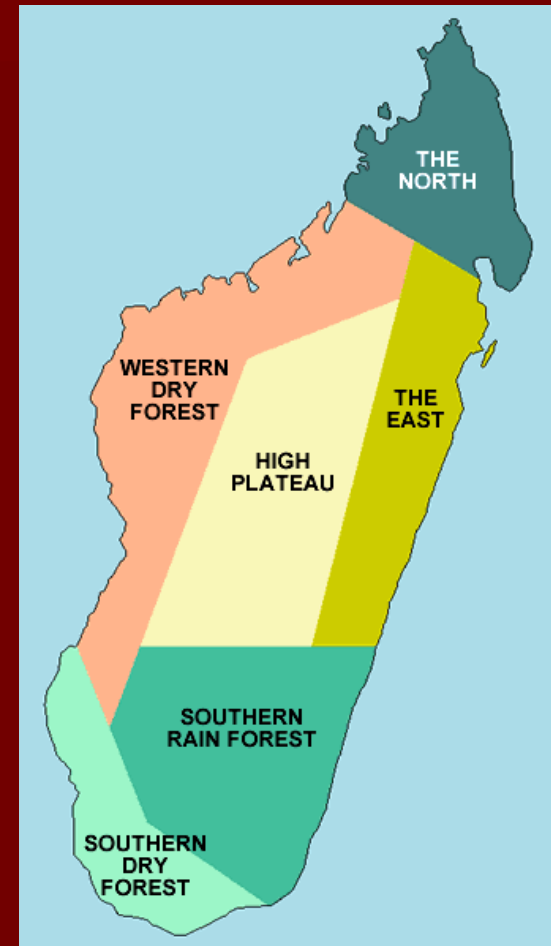 THE
NORTH
WESTERN
DRY
FOREST
THE
EAST
HIGH
PLATEAU
SOUTHERN
RAIN FOREST
SOUTHERN
DRY
FOREST